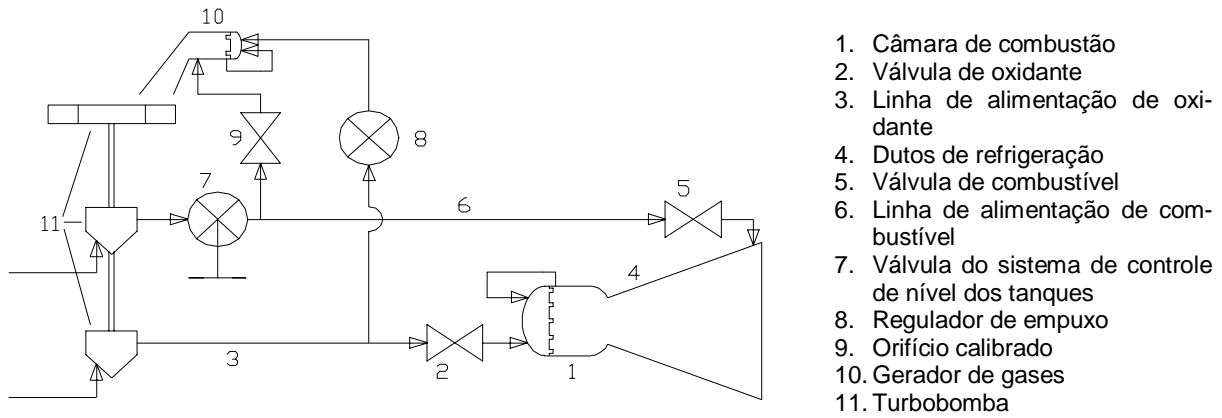 10
9
8
7
11
6
5
4
3
2
1
1. Câmara de combustão
2. Válvula de oxidante
3. Linha de alimentação de oxi-
dante
4. Dutos de refrigeração
5. Válvula de combustível
6. Linha de alimentação de com-
bustível
7. Válvula do sistema de controle
de nível dos tanques
8. Regulador de empuxo
9. Orifício calibrado
10. Gerador de gases
11. Turbobomba